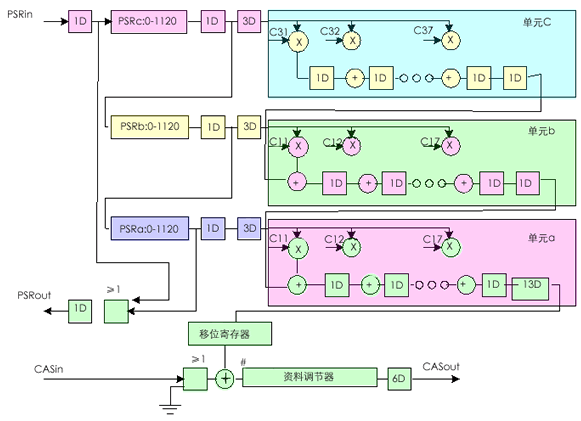 PSRin
1D
PSRc:0-1120
1D
3D
单元C
C31
X
C32
X
C37
X
1D
+
1D
+
1D
1D
PSRb:0-1120
1D
3D
单元b
C11
X
C12
X
C17
X
+
1D
+
1D
+
1D
1D
PSRa:0-1120
1D
3D
单元a
C11
X
C12
X
C17
X
+
1D
+
1D
+
1D
13D
PSRout
1D
≥1
移位寄存器
CASin
≥1
+
#
资料调节器
6D
CASout